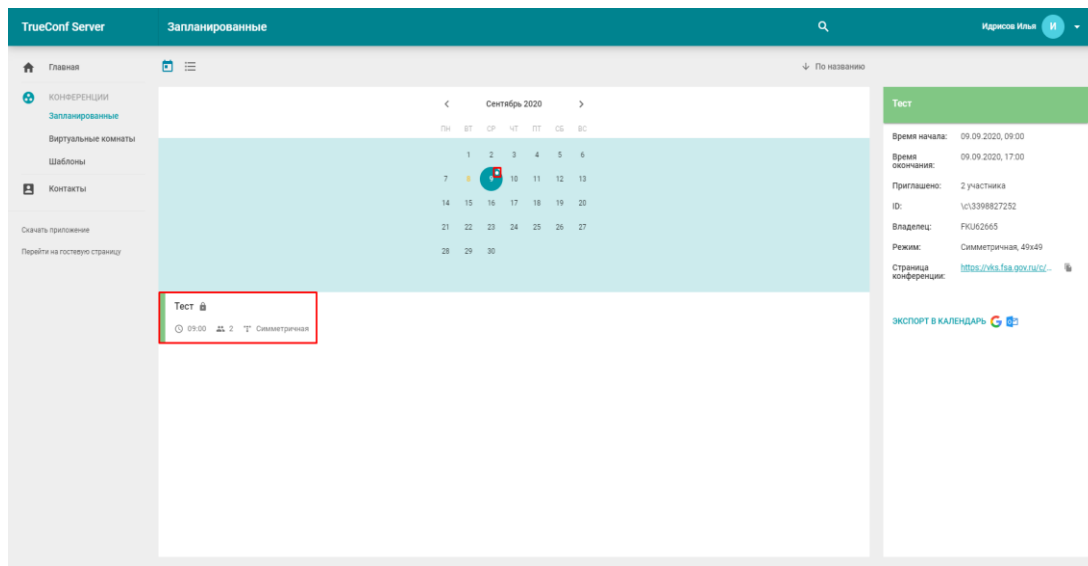 TrueConf Server
Запланированные
Идрисов Илья И
Главная
КОНФЕРЕНЦИИ
Запланированные
Виртуальные комнаты
Шаблоны
Контакты
Скачать приложение
Перейти на гостевую страницу
По названию
Сентябрь 2020
ПН ВТ СР ЧТ ПТ СБ ВС
1 2 3 4 5 6
7 8 9 10 11 12 13
14 15 16 17 18 19 20
21 22 23 24 25 26 27
28 29 30
Тест
09:00 2 Симметричная
Тест
Время начала: 09.09.2020, 09:00
Время окончания: 09.09.2020, 17:00
Приглашено: 2 участника
ID: \c\3398827252
Владелец: FKU62665
Режим: Симметричная, 49x49
Страница конференции: https://vks.fsa.gov.ru/c/...
ЭКСПОРТ В КАЛЕНДАРЬ